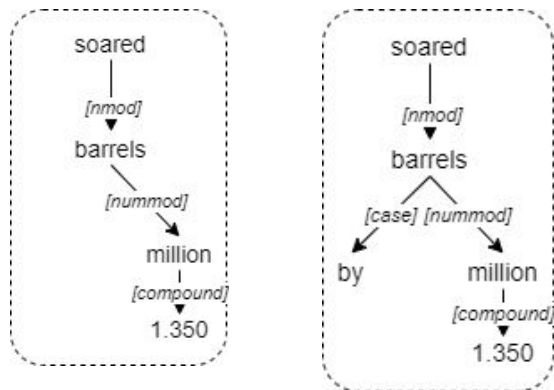 soared
[nmod]
barrels
[nummod]
million
[compound]
1.350
soared
[nmod]
barrels
[case] [nummod]
by million
[compound]
1.350